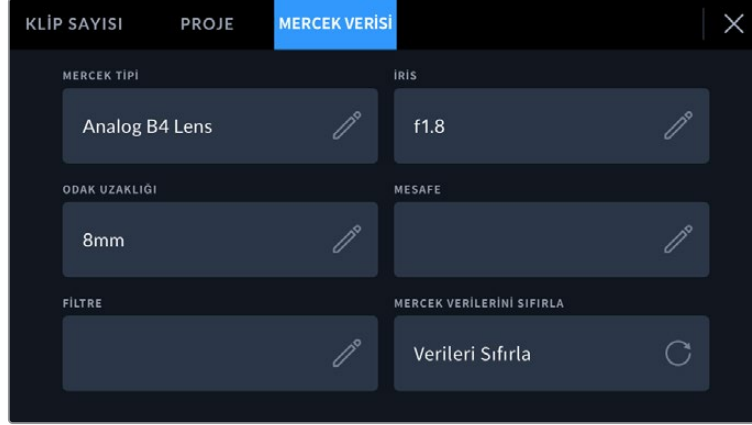 KLİP SAYISI PROJE MERCEK VERİSİ
MERCEK TİPİ İRİS
Analog B4 Lens f1.8
ODAK UZAKLIĞI MESAFE
8mm
FİLTRE MERCEK VERİLERİNİ SIFIRLA
Verileri Sıfırla